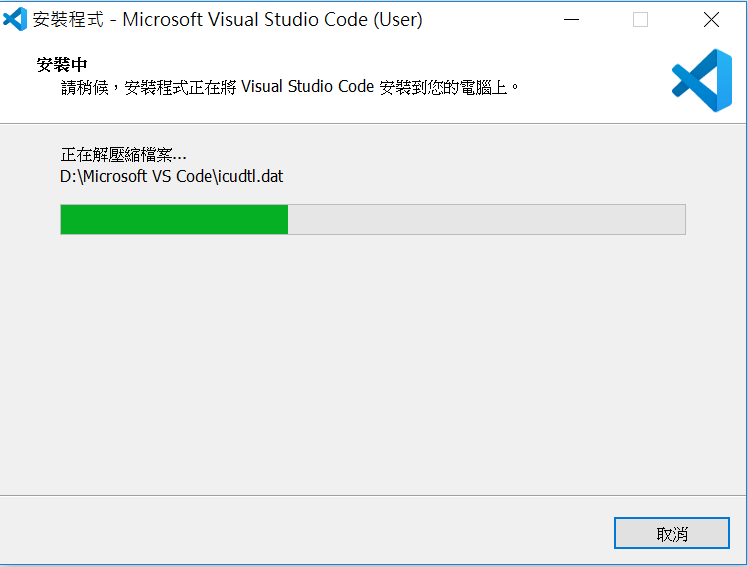 安裝程式 - Microsoft Visual Studio Code (User)
安裝中
請稍候，安裝程式正在將 Visual Studio Code 安裝到您的電腦上。
正在解壓縮檔案...
D:\Microsoft VS Code\icudtl.dat
取消